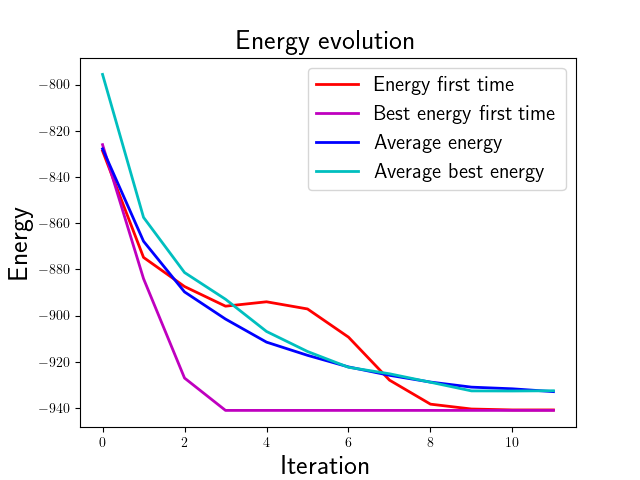 Energy evolution
Energy first time
Best energy first time
Average energy
Average best energy
Energy
−800
−820
−840
−860
−880
−900
−920
−940
0 2 4 6 8 10
Iteration